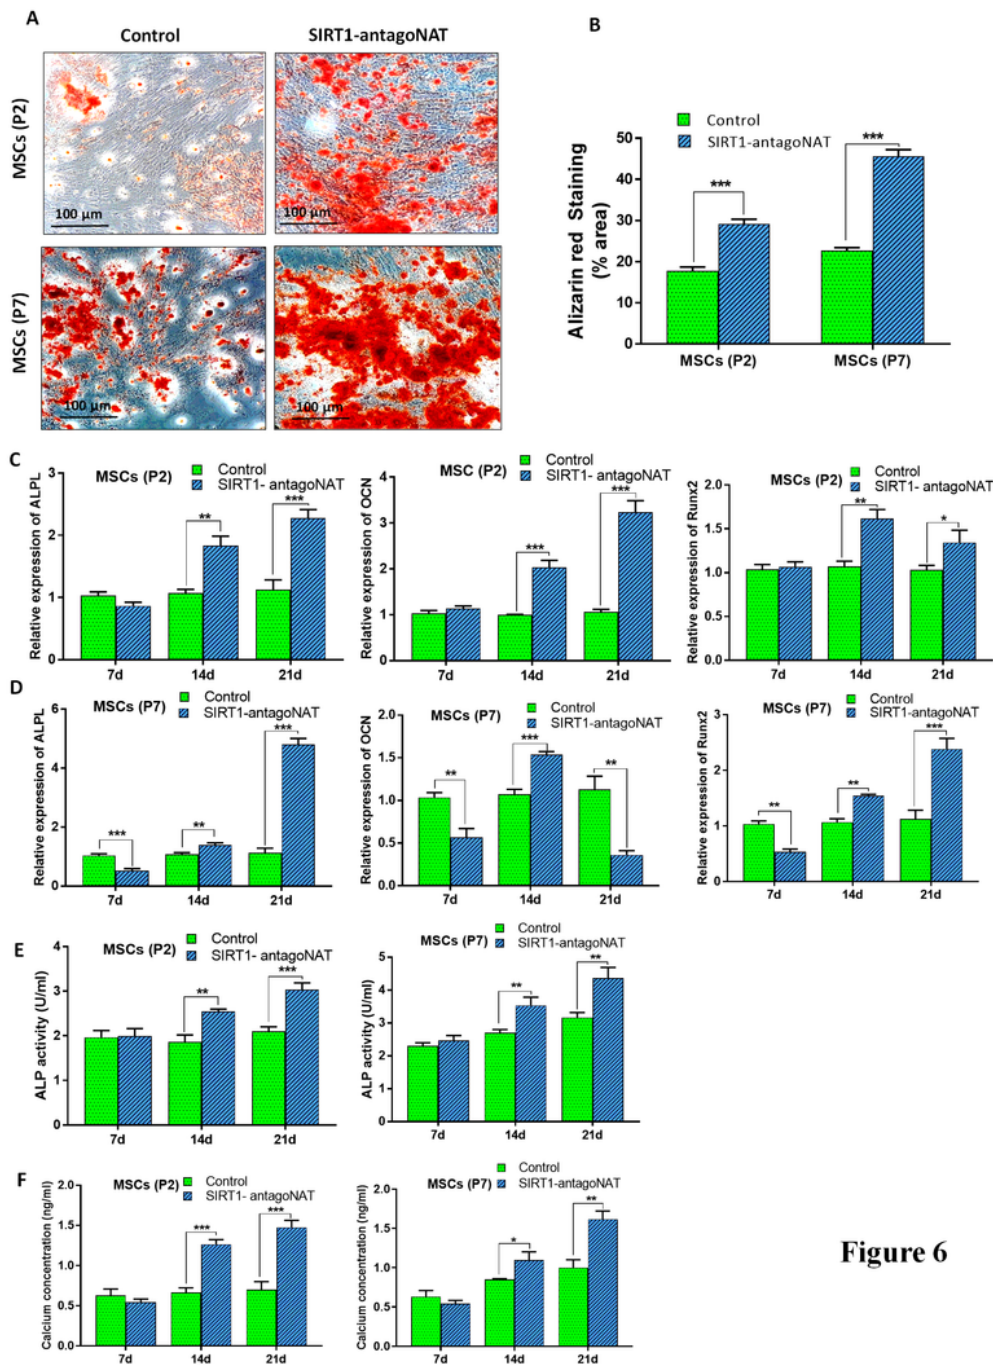 A
Control
SIRT1-antagoNAT
MSCs (P2)
100 μm
100 μm
MSCs (P7)
100 μm
100 μm
B
Control
SIRT1-antagoNAT
Alizarin red Staining
(% area)
50
40
30
20
10
0
***
***
MSCs (P2)
MSCs (P7)
C
MSCs (P2)
Control
SIRT1- antagoNAT
Relative expression of ALPL
3
2
1
0
**
***
7d
14d
21d
MSC (P2)
Control
SIRT1- antagoNAT
Relative expression of OCN
4
3
2
1
0
***
***
7d
14d
21d
MSCs (P2)
Control
SIRT1- antagoNAT
Relative expression of Runx2
2.0
1.5
1.0
0.5
0.0
**
*
7d
14d
21d
D
MSCs (P7)
Control
SIRT1-antagoNAT
Relative expression of ALPL
6
4
2
0
***
**
***
7d
14d
21d
MSCs (P7)
Control
SIRT1-antagoNAT
Relative expression of OCN
2.0
1.5
1.0
0.5
0.0
**
***
**
7d
14d
21d
MSCs (P7)
Control
SIRT1-antagoNAT
Relative expression of Runx2
3
2
1
0
**
**
***
7d
14d
21d
E
MSCs (P2)
Control
SIRT1- antagoNAT
ALP activity (U/ml)
4
3
2
1
0
**
***
7d
14d
21d
MSCs (P7)
Control
SIRT1-antagoNAT
ALP activity (U/ml)
5
4
3
2
1
0
**
**
7d
14d
21d
F
MSCs (P2)
Control
SIRT1- antagoNAT
Calcium concentration (ng/ml)
2.0
1.5
1.0
0.5
0.0
***
***
7d
14d
21d
MSCs (P7)
Control
SIRT1-antagoNAT
Calcium concentration (ng/ml)
2.0
1.5
1.0
0.5
0.0
*
**
7d
14d
21d
Figure 6